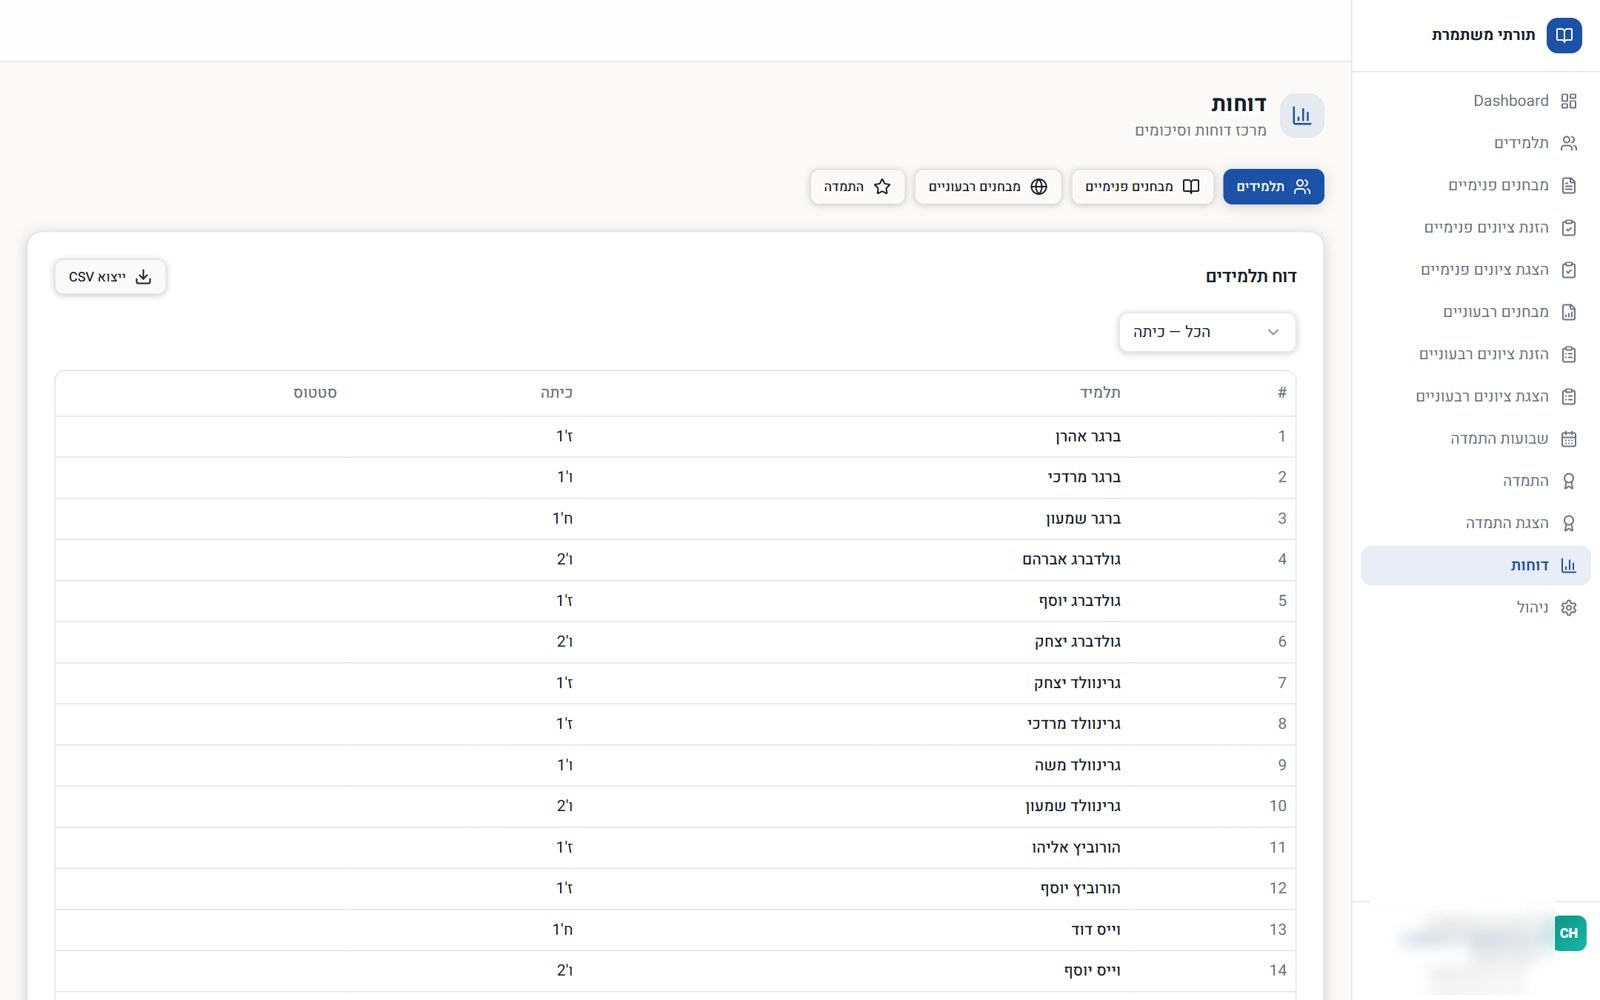 תורתי משתמרת
Dashboard
תלמידים
מבחנים פנימיים
הזנת ציונים פנימיים
הצגת ציונים פנימיים
מבחנים רבעוניים
הזנת ציונים רבעוניים
הצגת ציונים רבעוניים
שבועות התמדה
התמדה
הצגת התמדה
דוחות
ניהול
CH
דוחות
מרכז דוחות וסיכומים
תלמידים מבחנים פנימיים מבחנים רבעוניים התמדה
דוח תלמידים ייצוא CSV
הכל – כיתה
# תלמיד כיתה סטטוס
1 ברגר אהרן ז'1
2 ברגר מרדכי ו'1
3 ברגר שמעון ח'1
4 גולדברג אברהם ו'2
5 גולדברג יוסף ז'1
6 גולדברג יצחק ו'2
7 גרינוולד יצחק ז'1
8 גרינוולד מרדכי ז'1
9 גרינוולד משה ו'1
10 גרינוולד שמעון ו'2
11 הורוביץ אליהו ז'1
12 הורוביץ יוסף ז'1
13 וייס דוד ח'1
14 וייס יוסף ו'2